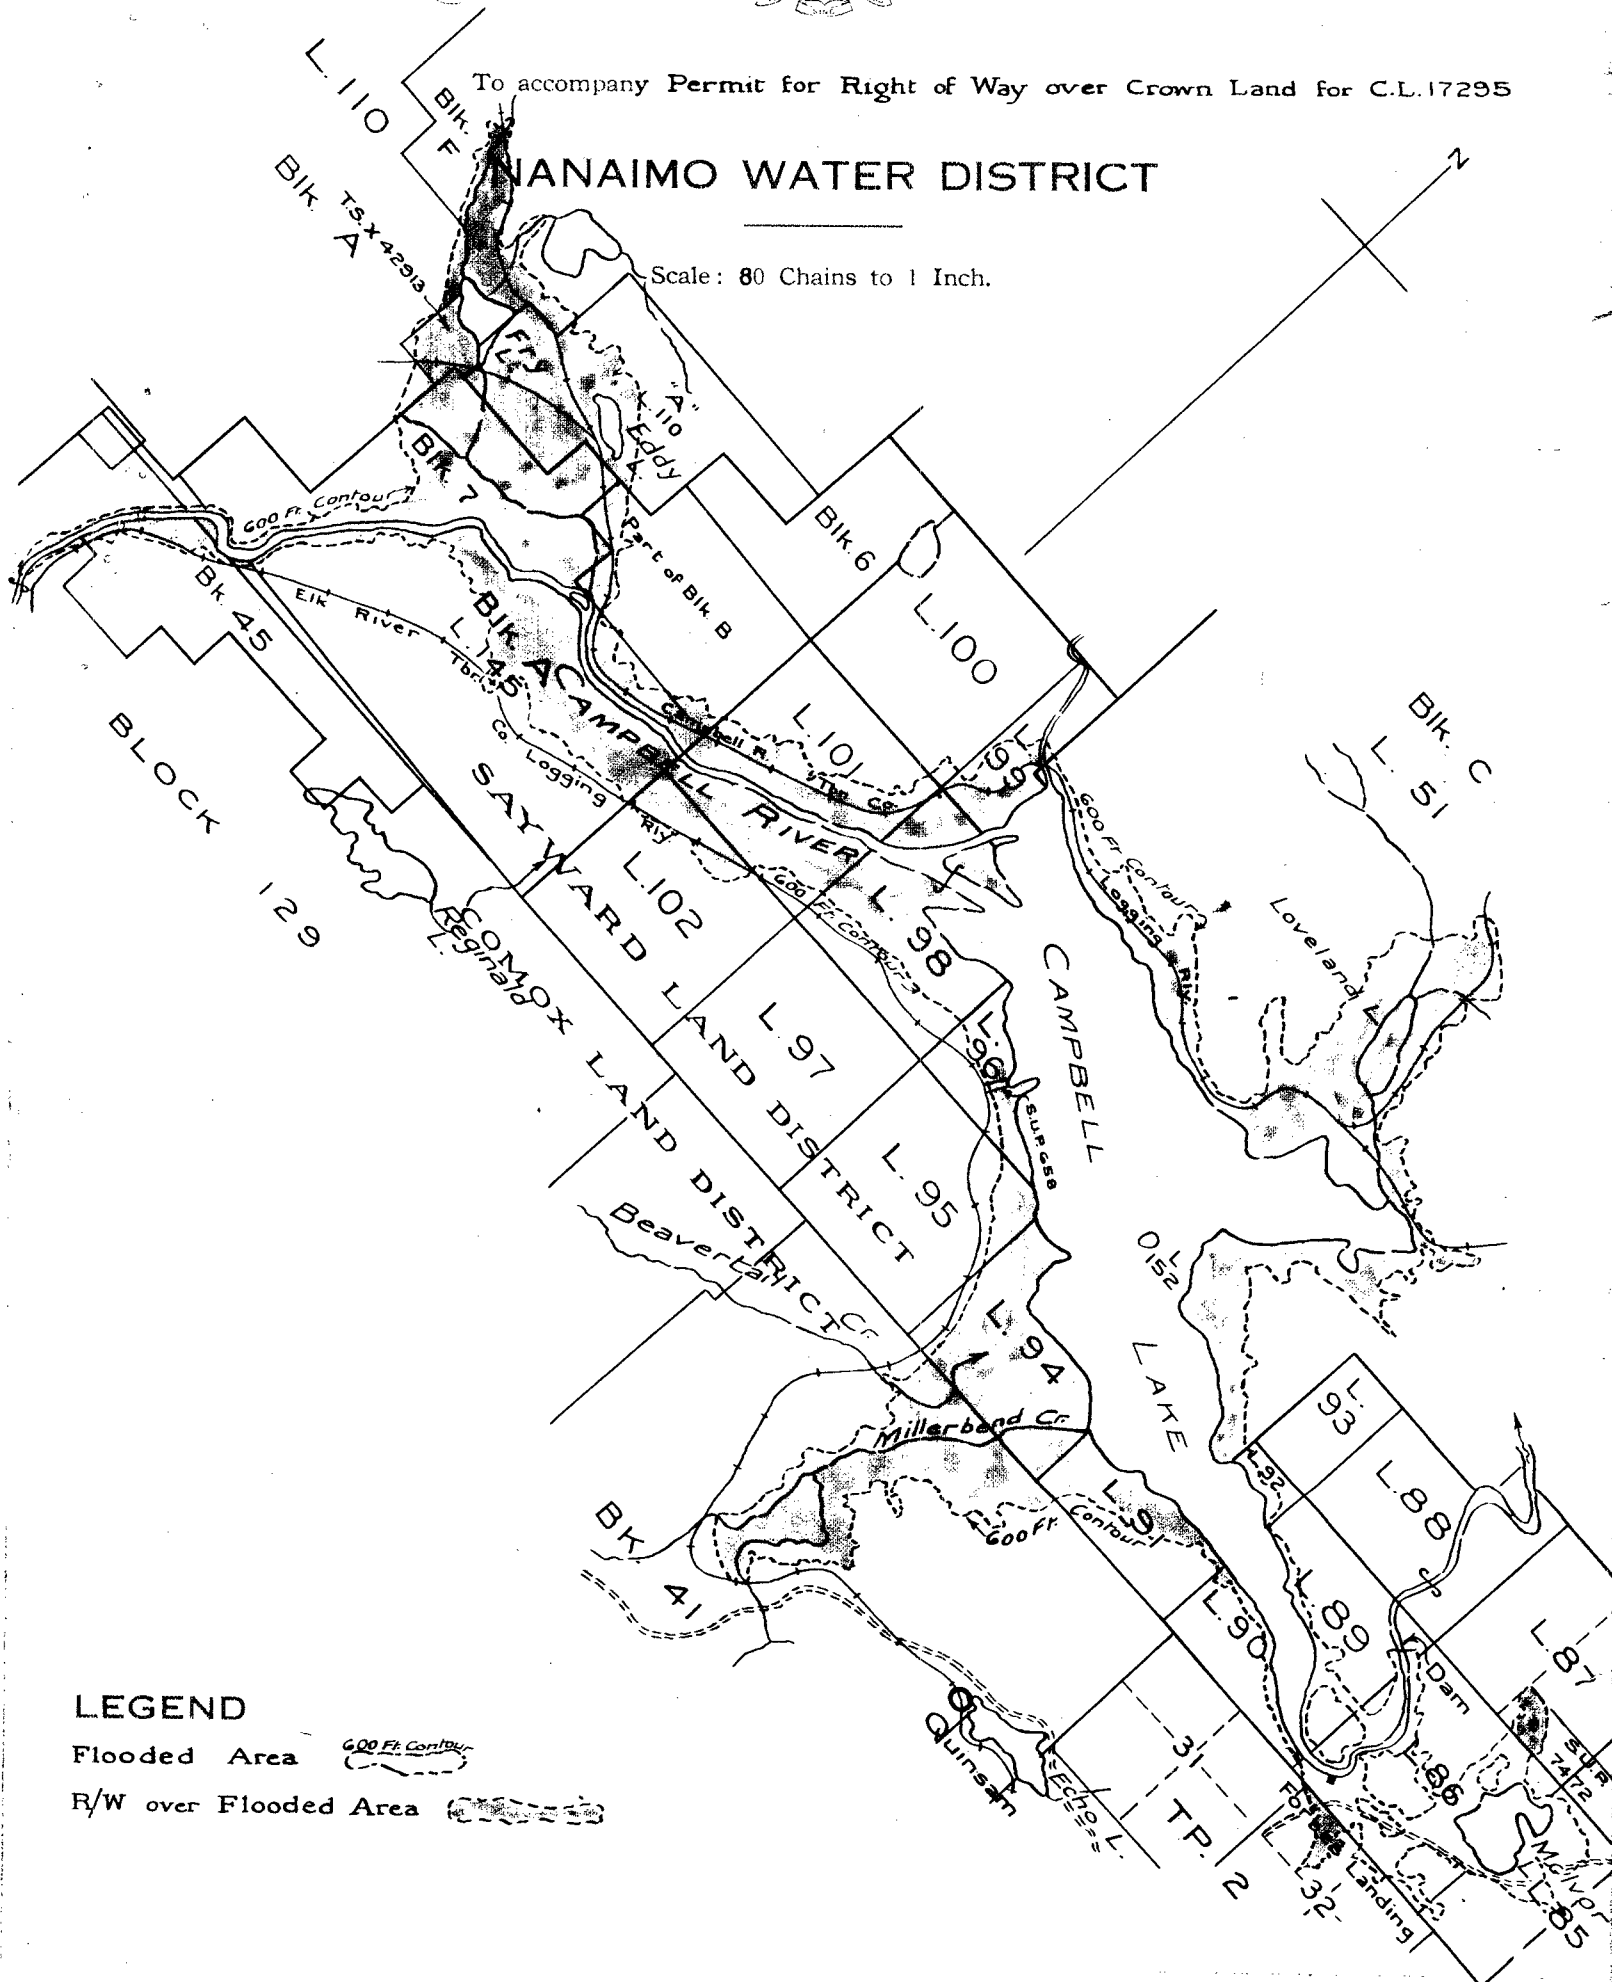 To accompany Permit for Right of Way over Crown Land for C.L.17295
NANAIMO WATER DISTRICT
Scale: 80 Chains to 1 Inch.
N
L.110
Blk. F
Blk. A
T.S.X42913
Fry L.
"A"
L.110
Eddy L.
Blk 7
600 Ft. Contour
Part of Blk. B
Blk. 6
L.100
Bk. 45
Elk River Tbr. Co. Logging Rly
L. 145
Blk. A
CAMPBELL RIVER
Campbell R. Tbr. Co.
L.101
L. 99
Blk. C
L. 51
BLOCK 129
SAYWARD LAND DISTRICT
COMOX LAND DISTRICT
Reginald L.
L.102
600 Ft. Contour
L. 98
600 Ft Contour
Logging Rly.
Loveland L.
L. 97
L. 96
S.U.P. 658
CAMPBELL LAKE
L. 95
Beavertail Cr.
L. 94
L. 0152
Millerbend Cr.
L. 93
L.92
L.88
L. 91
600 Ft. Contour
BK. 41
L.90
L.89
L.87
Dam
Quinsam
Echo L.
31
TP. 2
32
L.86
S.U.P. 7472
Landing
L.85
LEGEND
Flooded Area 600 Ft. Contour
R/W over Flooded Area